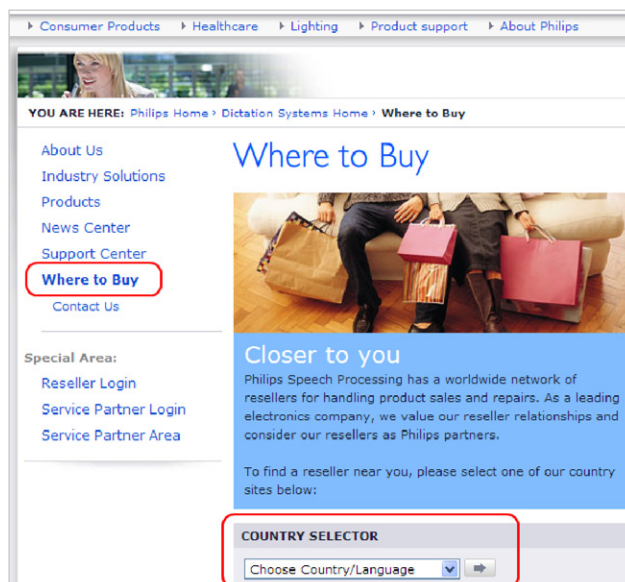 Consumer Products Healthcare Lighting Product support About Philips
YOU ARE HERE: Philips Home › Dictation Systems Home › Where to Buy
About Us
Industry Solutions
Products
News Center
Support Center
Where to Buy
Contact Us
Special Area:
Reseller Login
Service Partner Login
Service Partner Area
Where to Buy
Closer to you
Philips Speech Processing has a worldwide network of
resellers for handling product sales and repairs. As a leading
electronics company, we value our reseller relationships and
consider our resellers as Philips partners.
To find a reseller near you, please select one of our country
sites below:
COUNTRY SELECTOR
Choose Country/Language